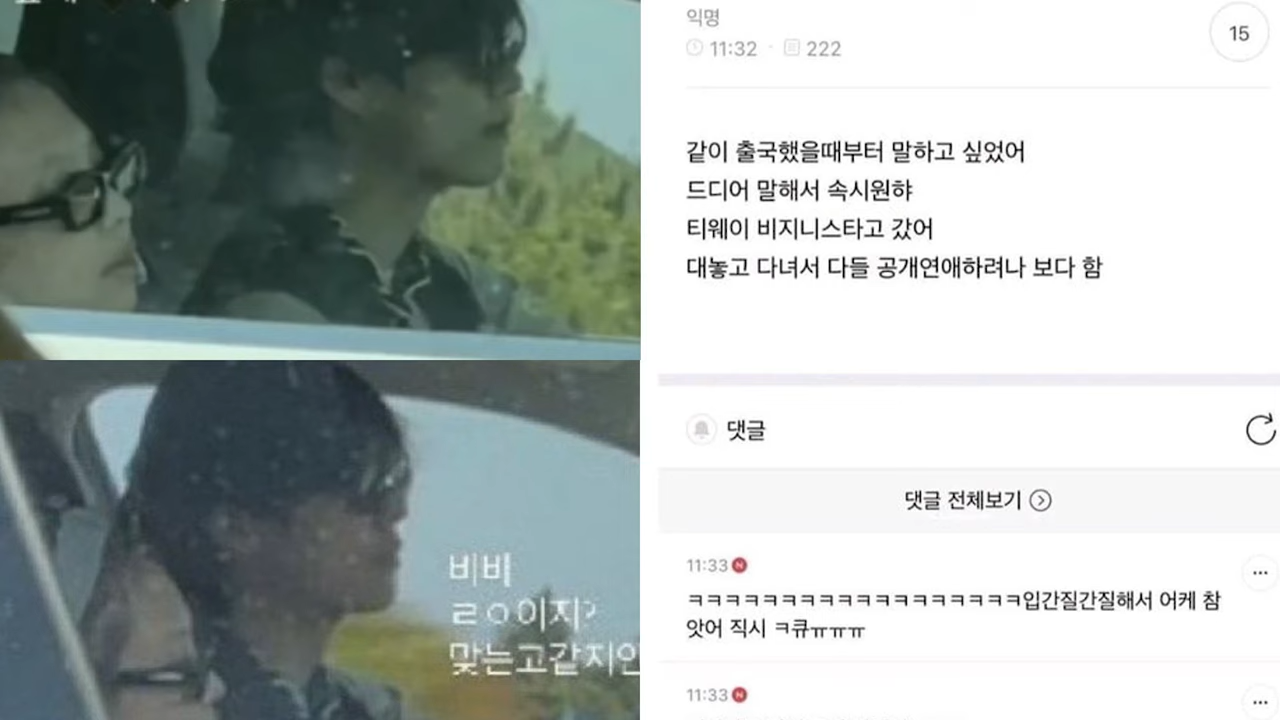 비비
ㄹㅇ이지?
맞는고같지인
익명
11:32 · 222
15
같이 출국했을때부터 말하고 싶었어
드디어 말해서 속시원햐
티웨이 비지니스타고 갔어
대놓고 다녀서 다들 공개연애하려나 보다 함
댓글
댓글 전체보기
11:33 N
ㅋㅋㅋㅋㅋㅋㅋㅋㅋㅋㅋㅋㅋㅋㅋㅋㅋㅋ입간질간질해서 어케 참
앗어 직시 ㅋ큐ㅠㅠㅠ
11:33 N